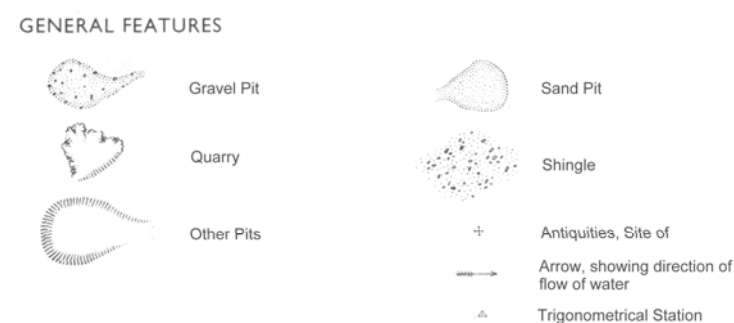 GENERAL FEATURES
Gravel Pit
Sand Pit
Quarry
Shingle
Other Pits
Antiquities, Site of
Arrow, showing direction of
flow of water
Trigonometrical Station